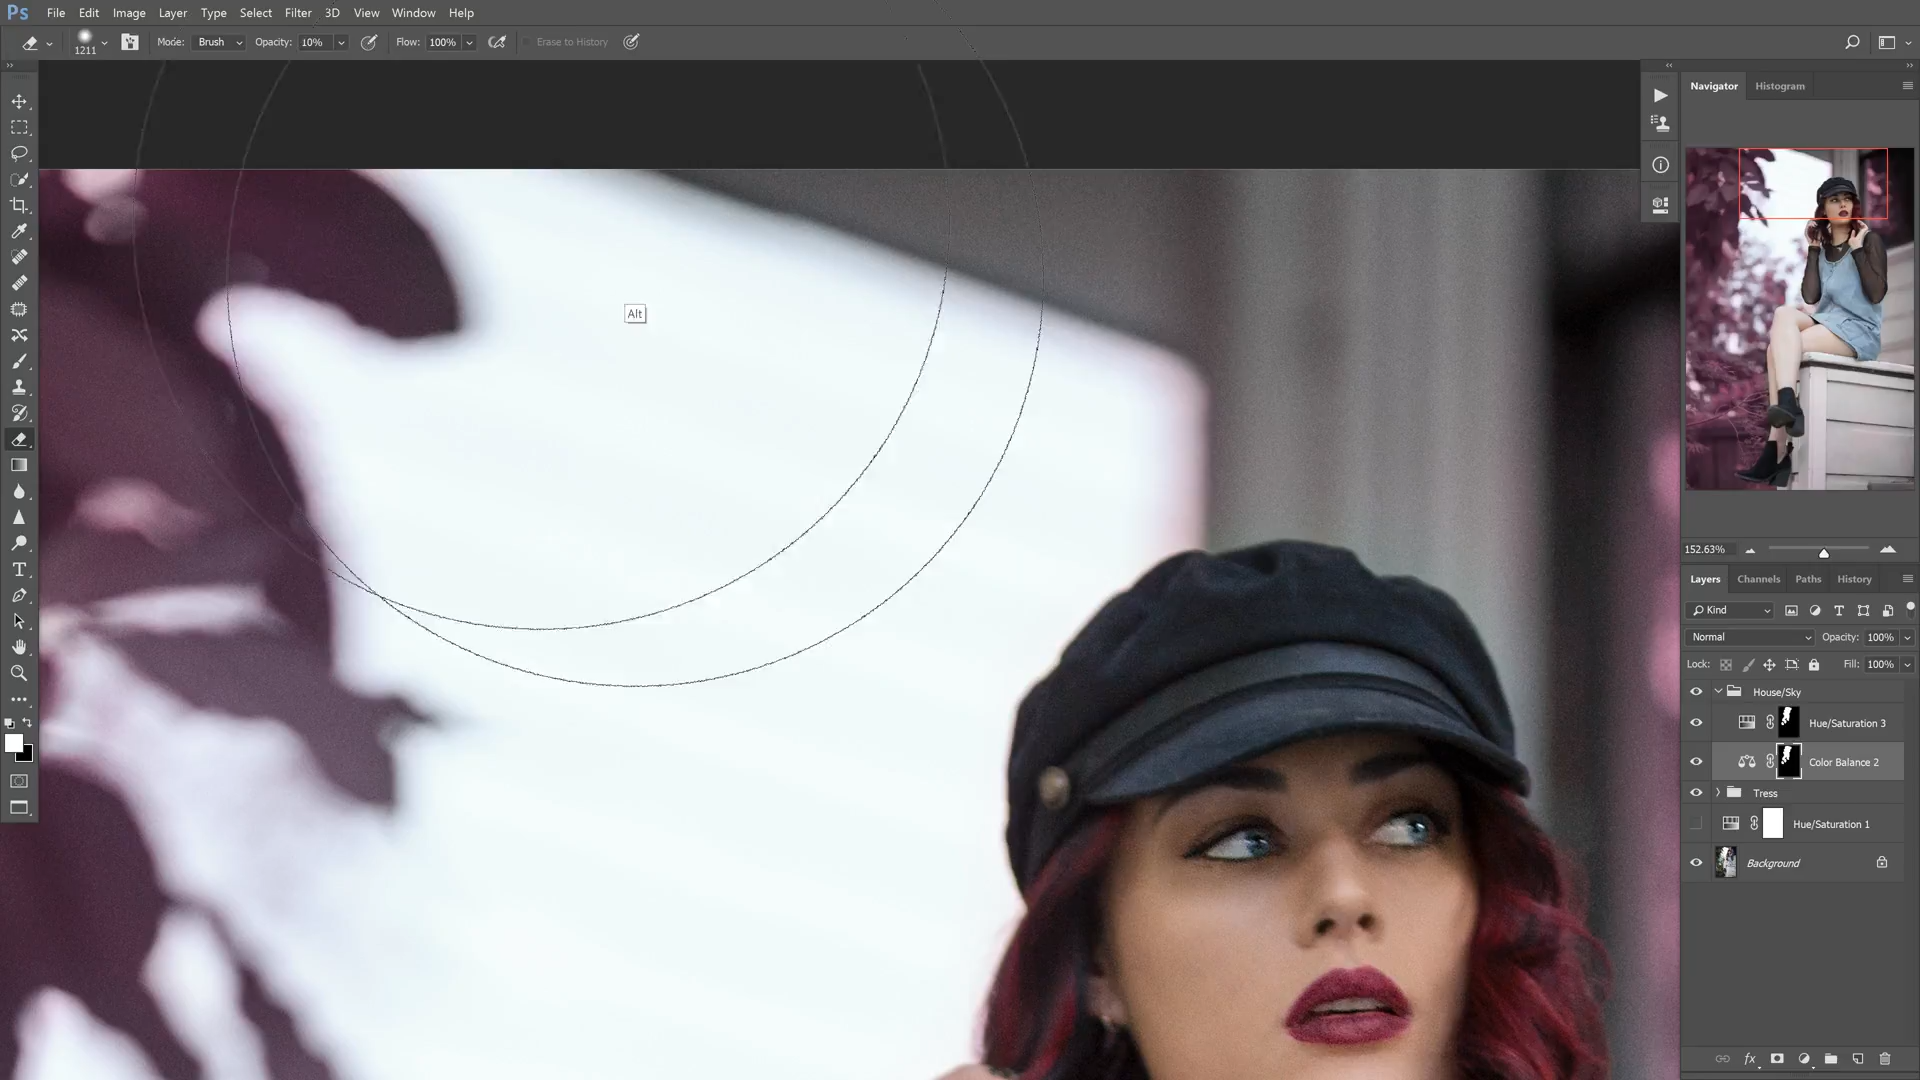 Ps File Edit Image Layer Type Select Filter 3D View Window Help
1211 Mode: Brush Opacity: 10% Flow: 100% Erase to History
Navigator Histogram
Alt
152.63%
Layers Channels Paths History
Kind
Normal Opacity: 100%
Lock: Fill: 100%
House/Sky
Hue/Saturation 3
Color Balance 2
Tress
Hue/Saturation 1
Background
fx